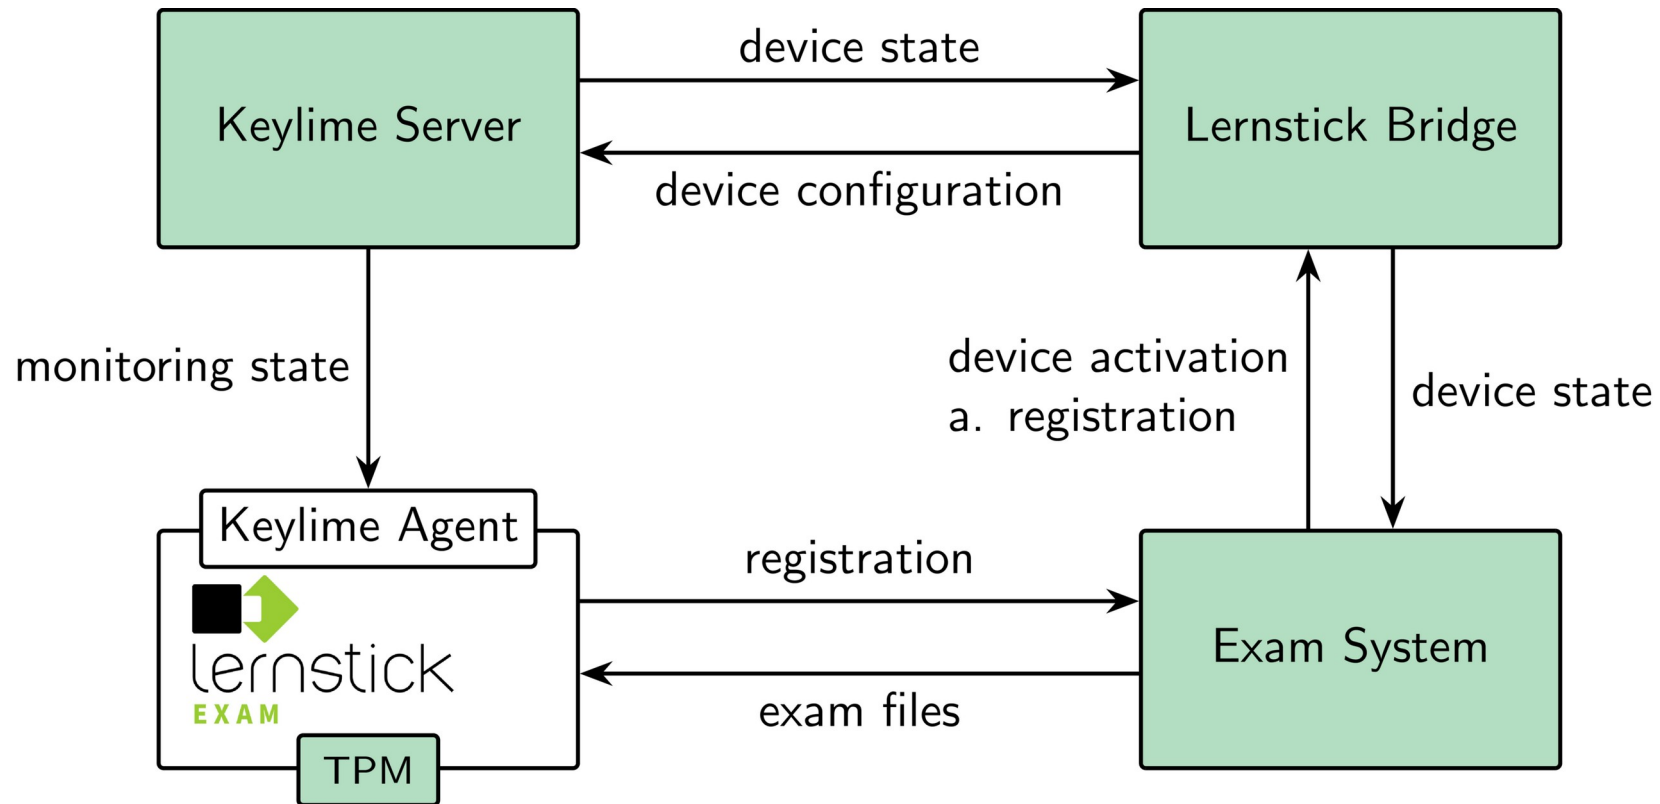 device state
Keylime Server
Lernstick Bridge
device configuration
monitoring state
device activation
a. registration
device state
Keylime Agent
registration
lernstick
EXAM
Exam System
exam files
TPM